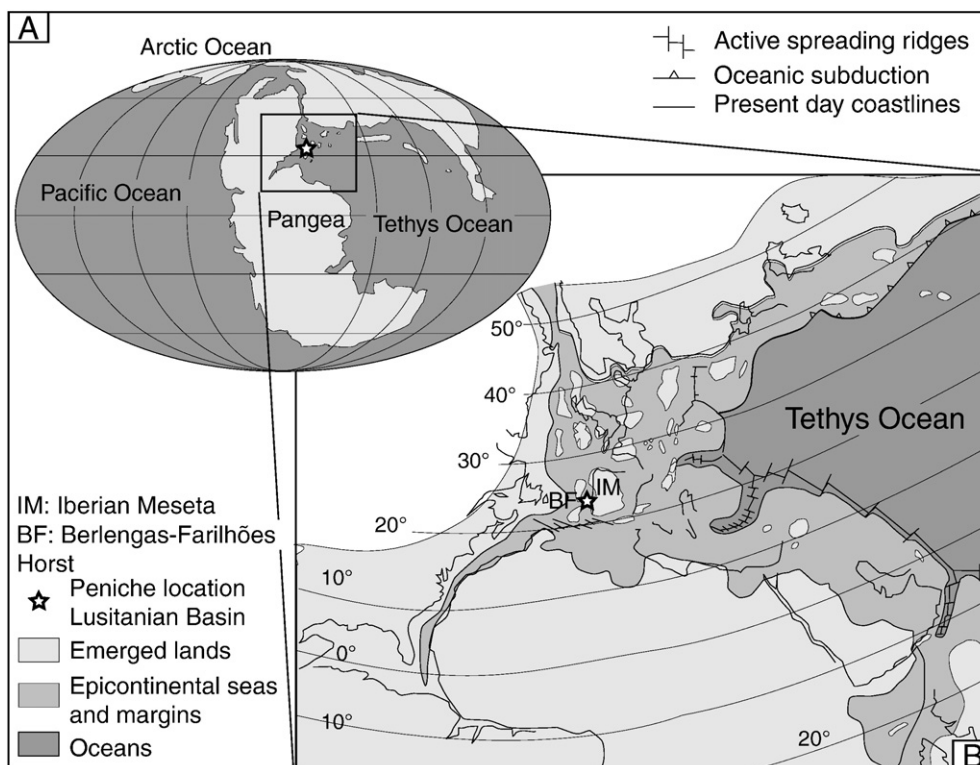 A
Arctic Ocean
Pacific Ocean
Pangea
Tethys Ocean
Active spreading ridges
Oceanic subduction
Present day coastlines
50°
40°
30°
20°
10°
0°
10°
20°
Tethys Ocean
IM
BF
B
IM: Iberian Meseta
BF: Berlengas-Farilhões
Horst
Peniche location
Lusitanian Basin
Emerged lands
Epicontinental seas
and margins
Oceans